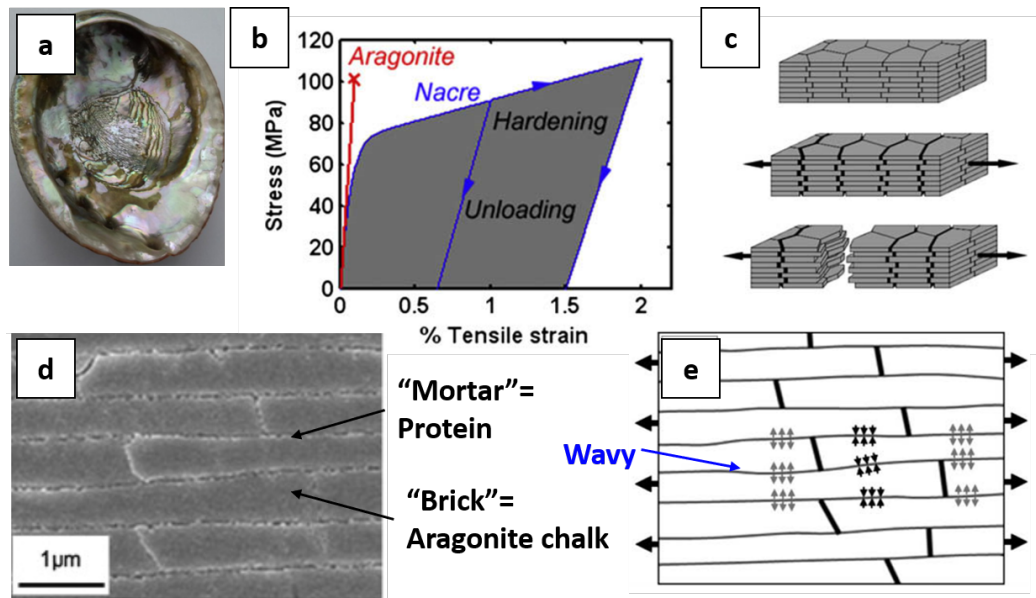 a
b
c
120
100
80
60
40
20
0
Stress (MPa)
Aragonite
Nacre
Hardening
Unloading
0
0.5
1
1.5
2
% Tensile strain
d
1µm
“Mortar”=
Protein
“Brick”=
Aragonite chalk
e
Wavy